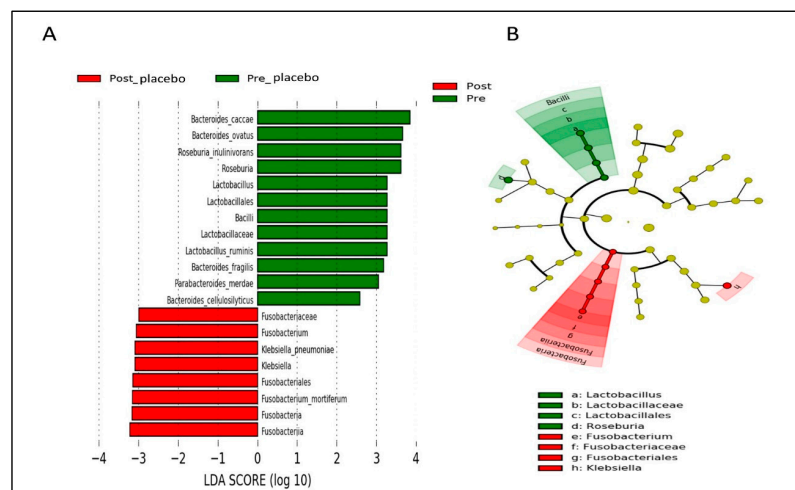 A
B
Post_placebo
Pre_placebo
Post
Pre
Bacteroides_caccae
Bacteroides_ovatus
Roseburia_inulinivorans
Roseburia
Lactobacillus
Lactobacillales
Bacilli
Lactobacillaceae
Lactobacillus_ruminis
Bacteroides_fragilis
Parabacteroides_merdae
Bacteroides_cellulosilyticus
Fusobacteriaceae
Fusobacterium
Klebsiella_pneumoniae
Klebsiella
Fusobacteriales
Fusobacterium_mortiferum
Fusobacteria
Fusobacteriia
−4 −3 −2 −1 0 1 2 3 4
LDA SCORE (log 10)
Bacilli
c
b
a
d
h
e
f
g
Fusobacteriia
Fusobacteria
a: Lactobacillus
b: Lactobacillaceae
c: Lactobacillales
d: Roseburia
e: Fusobacterium
f: Fusobacteriaceae
g: Fusobacteriales
h: Klebsiella